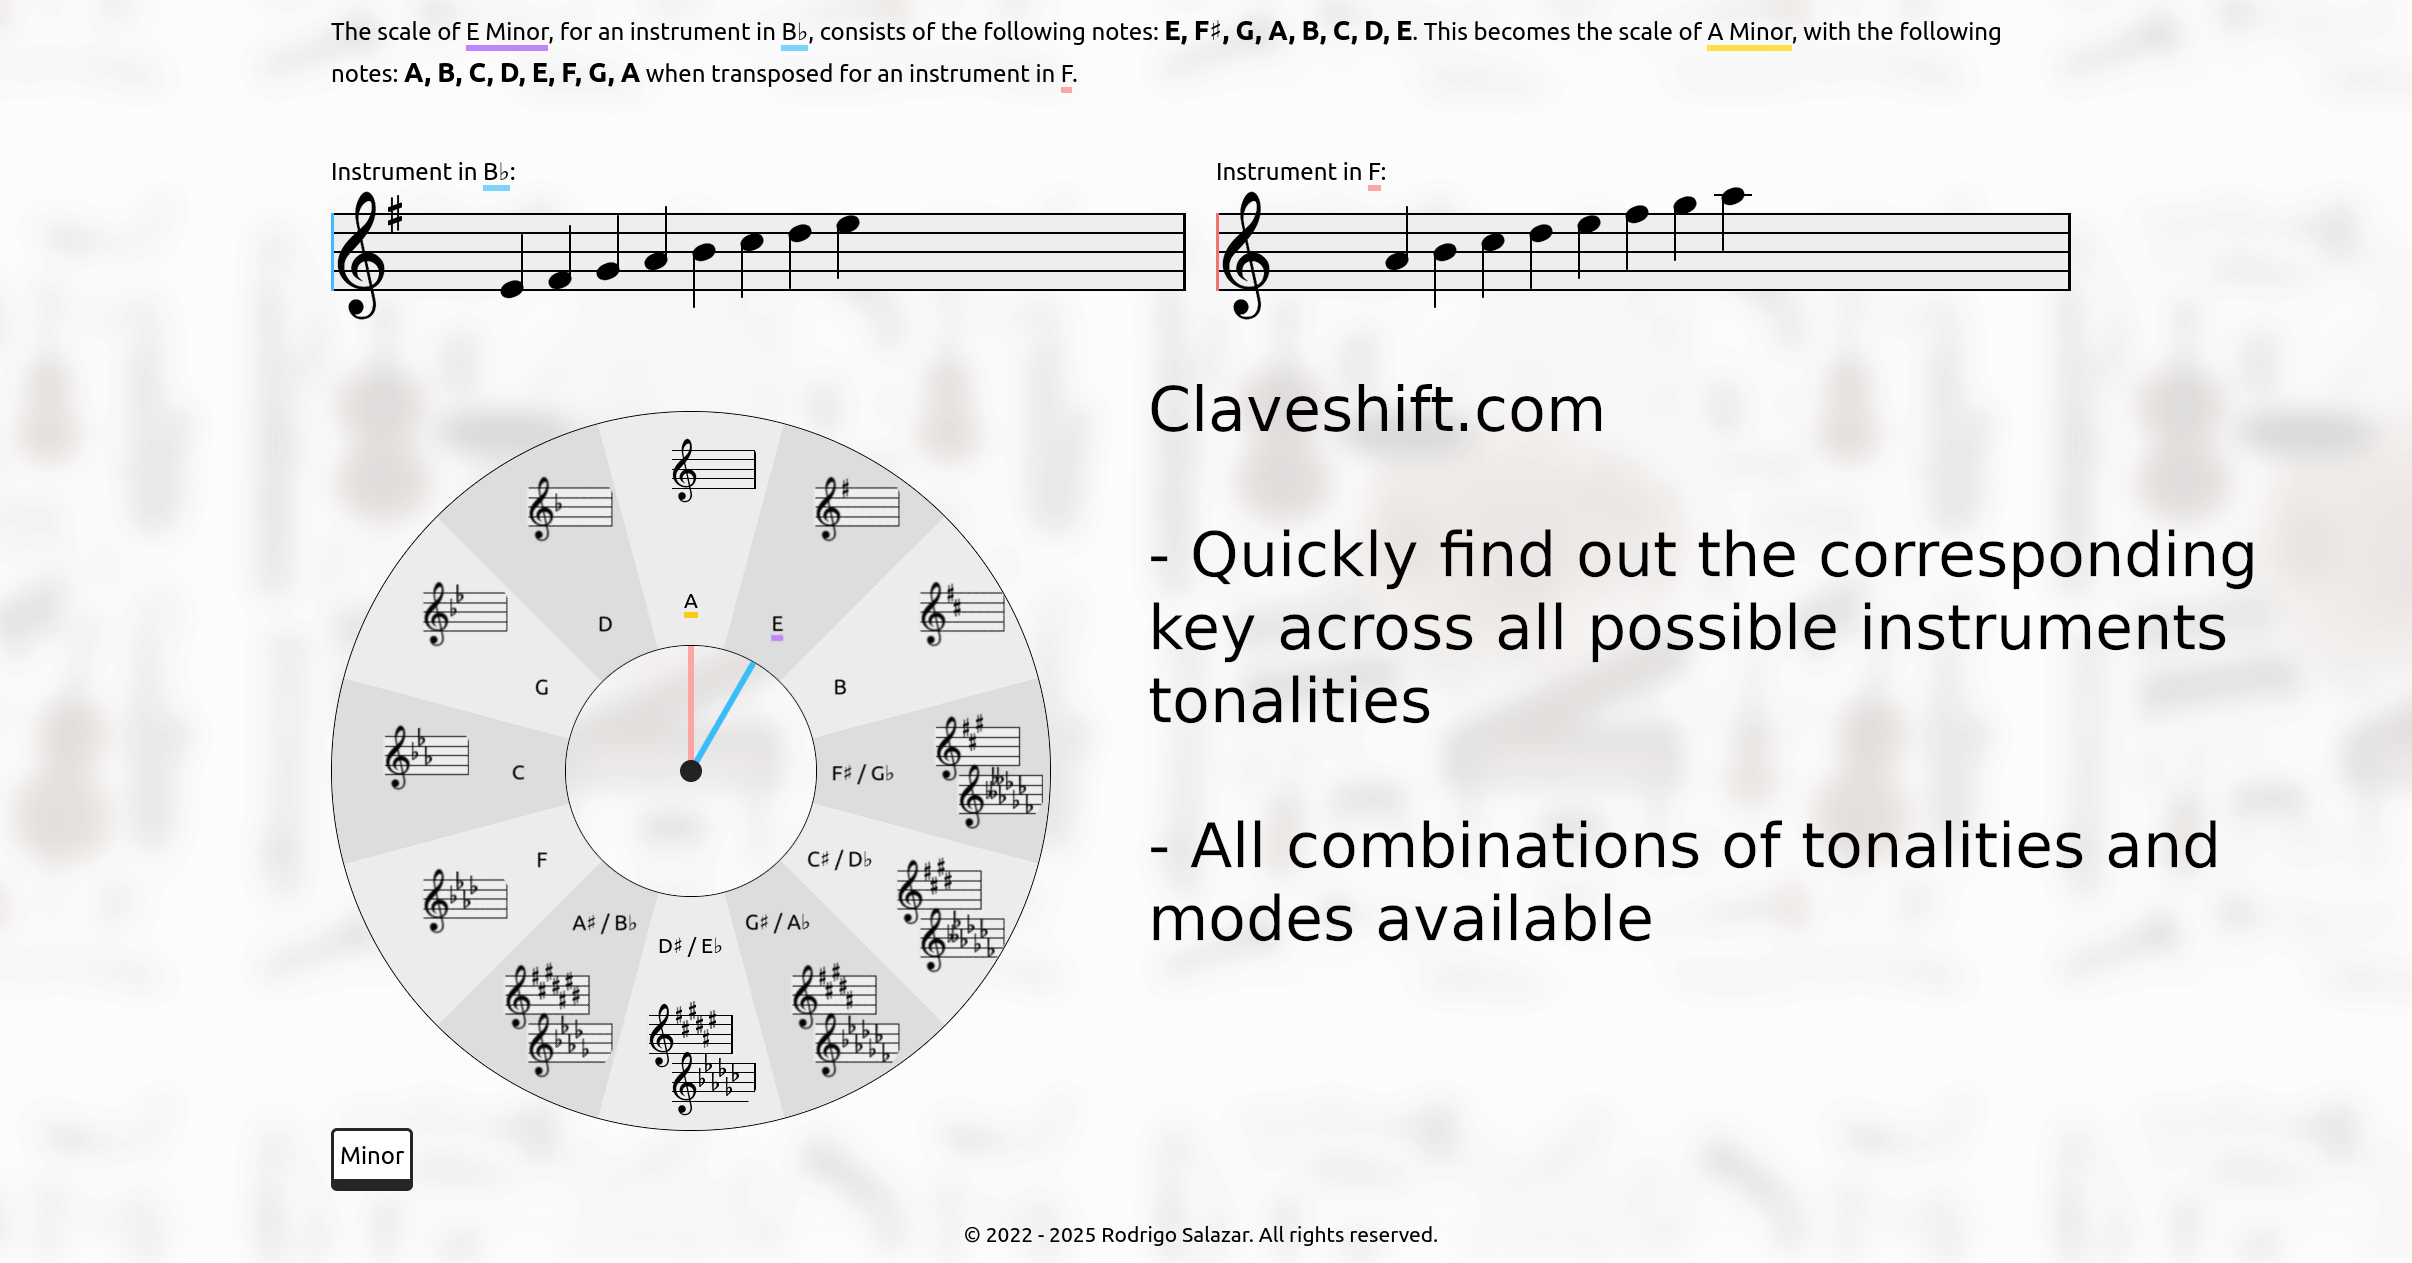 The scale of E Minor, for an instrument in B♭, consists of the following notes: E, F♯, G, A, B, C, D, E. This becomes the scale of A Minor, with the following
notes: A, B, C, D, E, F, G, A when transposed for an instrument in F.
Instrument in B♭:
Instrument in F:
Claveshift.com
- Quickly find out the corresponding
key across all possible instruments
tonalities
- All combinations of tonalities and
modes available
A
E
B
F♯ / G♭
C♯ / D♭
G♯ / A♭
D♯ / E♭
A♯ / B♭
F
C
G
D
Minor
© 2022 - 2025 Rodrigo Salazar. All rights reserved.